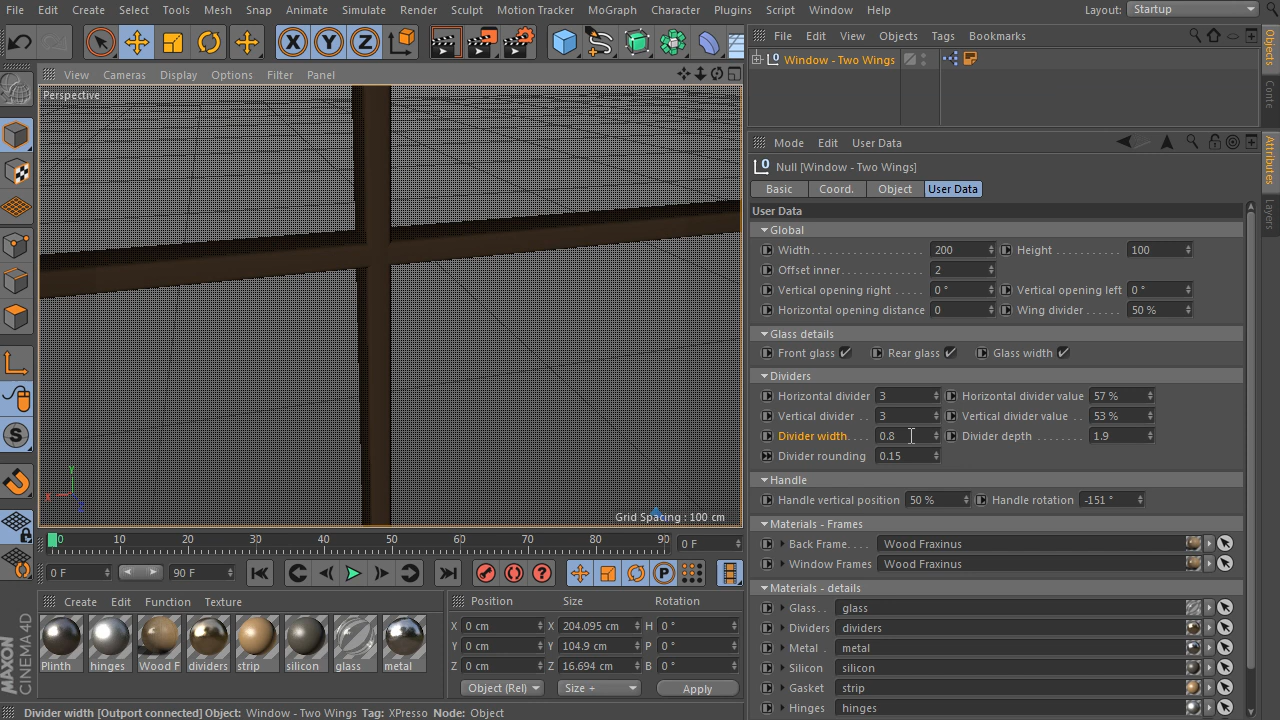 File Edit Create Select Tools Mesh Snap Animate Simulate Render Sculpt Motion Tracker MoGraph Character Plugins Script Window Help Layout: Startup
File Edit View Objects Tags Bookmarks
View Cameras Display Options Filter Panel
Perspective
Window - Two Wings
Mode Edit User Data
Null [Window - Two Wings]
Basic Coord. Object User Data
User Data
Global
Width 200 Height 100
Offset inner 2
Vertical opening right 0 ° Vertical opening left 0 °
Horizontal opening distance 0 Wing divider 50 %
Glass details
Front glass Rear glass Glass width
Dividers
Horizontal divider 3 Horizontal divider value 57 %
Vertical divider 3 Vertical divider value 53 %
Divider width 0.8 Divider depth 1.9
Divider rounding 0.15
Handle
Handle vertical position 50 % Handle rotation -151 °
Materials - Frames
Back Frame Wood Fraxinus
Window Frames Wood Fraxinus
Materials - details
Glass glass
Dividers dividers
Metal metal
Silicon silicon
Gasket strip
Hinges hinges
Objects
Conte
Attributes
Layers
Y
X
Z
Grid Spacing : 100 cm
0 10 20 30 40 50 60 70 80 90 0 F
0 F 90 F
Create Edit Function Texture
Plinth hinges Wood F dividers strip silicon glass metal
Position Size Rotation
X 0 cm X 204.095 cm H 0 °
Y 0 cm Y 104.9 cm P 0 °
Z 0 cm Z 16.694 cm B 0 °
Object (Rel) Size + Apply
MAXON CINEMA 4D
Divider width [Outport connected] Object: Window - Two Wings Tag: XPresso Node: Object